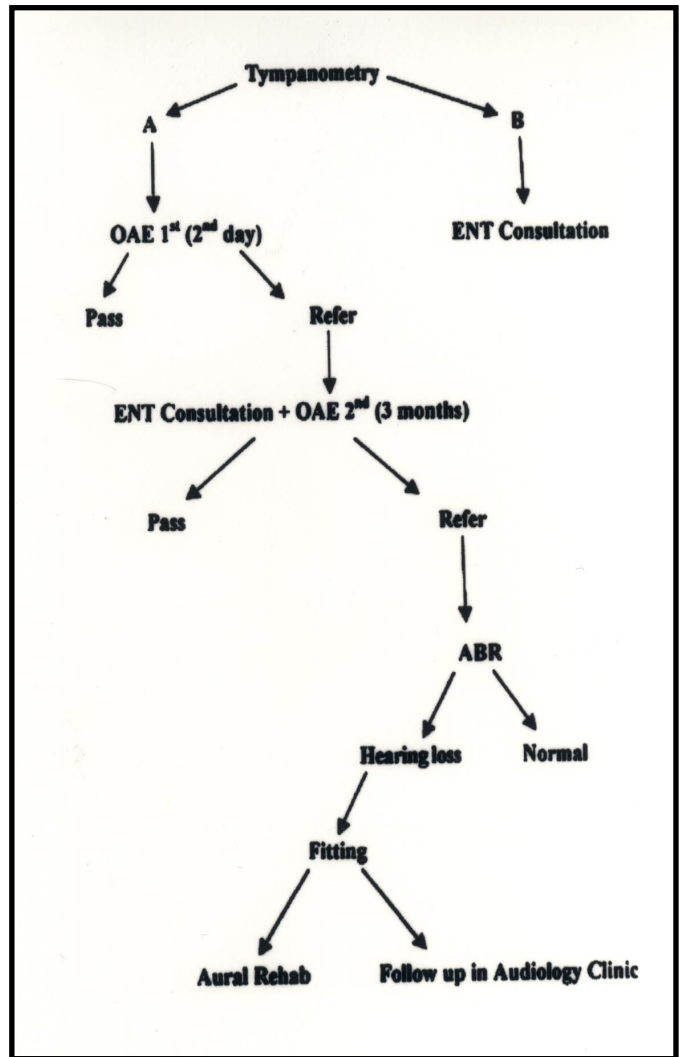 Tympanometry
A
B
OAE 1st (2nd day)
ENT Consultation
Pass
Refer
ENT Consultation + OAE 2nd (3 months)
Pass
Refer
ABR
Hearing loss
Normal
Fitting
Aural Rehab
Follow up in Audiology Clinic